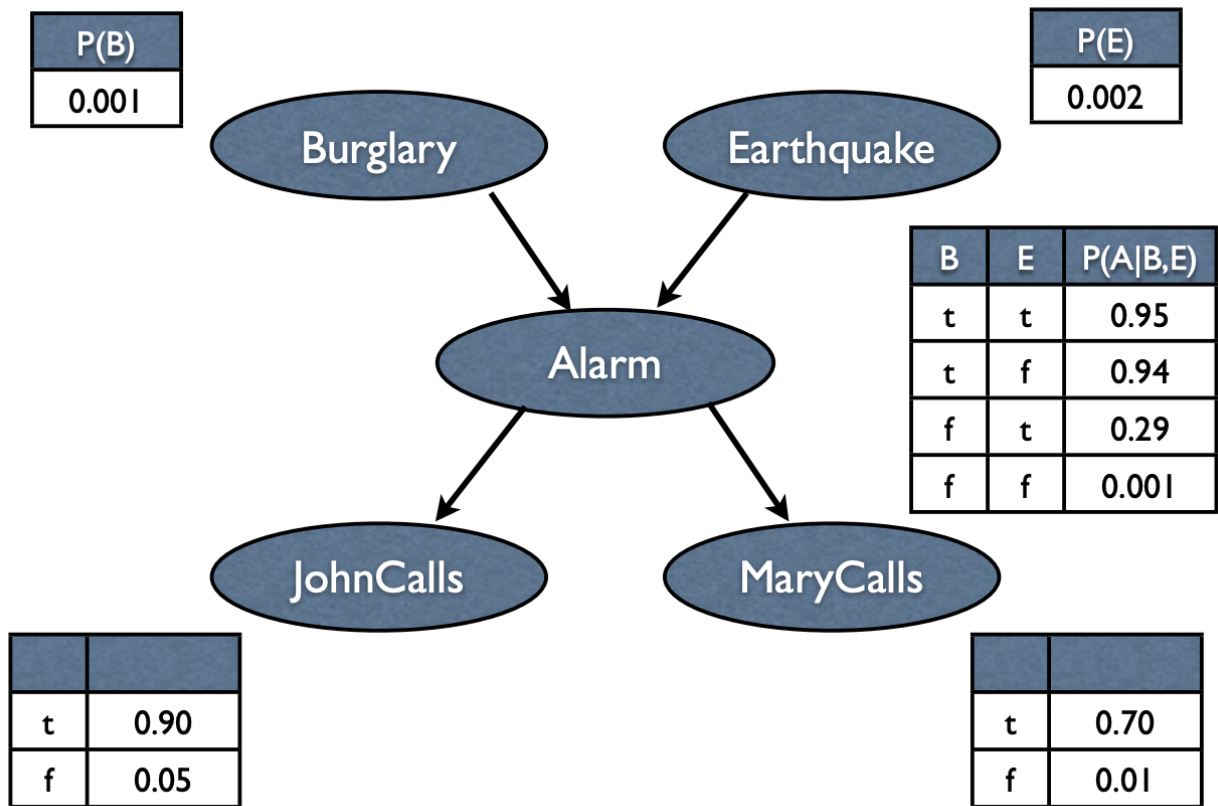 P(B)
0.001
P(E)
0.002
Burglary
Earthquake
B E P(A|B,E)
t t 0.95
t f 0.94
f t 0.29
f f 0.001
Alarm
JohnCalls
MaryCalls
t 0.90
f 0.05
t 0.70
f 0.01